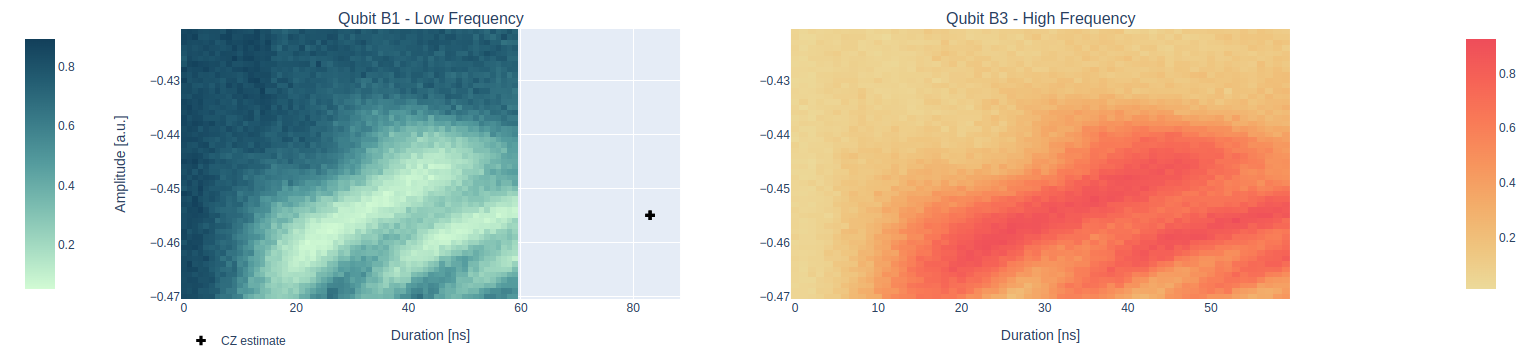 Qubit B1 - Low Frequency
Qubit B3 - High Frequency
0.8
0.6
0.4
0.2
Amplitude [a.u.]
−0.43
−0.44
−0.45
−0.46
−0.47
0 20 40 60 80
Duration [ns]
CZ estimate
−0.43
−0.44
−0.45
−0.46
−0.47
0 10 20 30 40 50
Duration [ns]
0.8
0.6
0.4
0.2